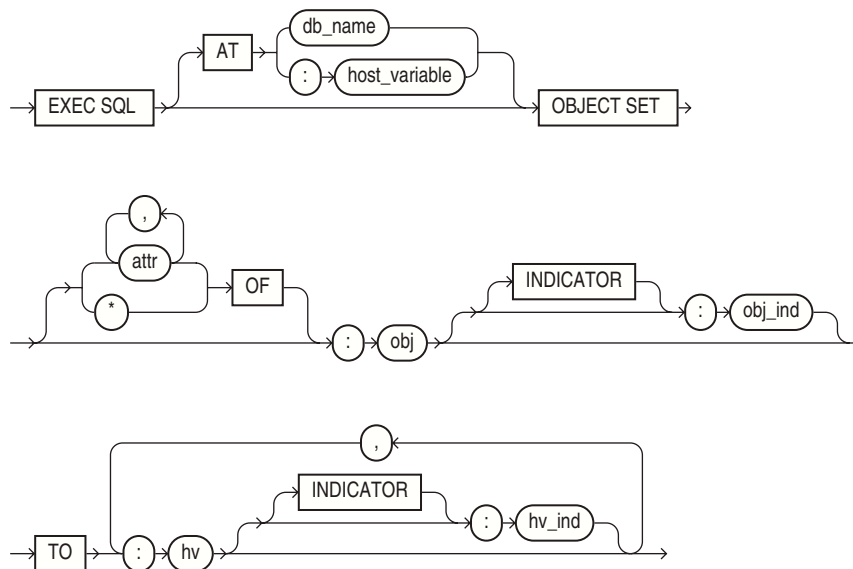 db_name
AT
: host_variable
EXEC SQL OBJECT SET
,
attr
* OF INDICATOR
: obj : obj_ind
,
INDICATOR
: hv_ind
TO : hv